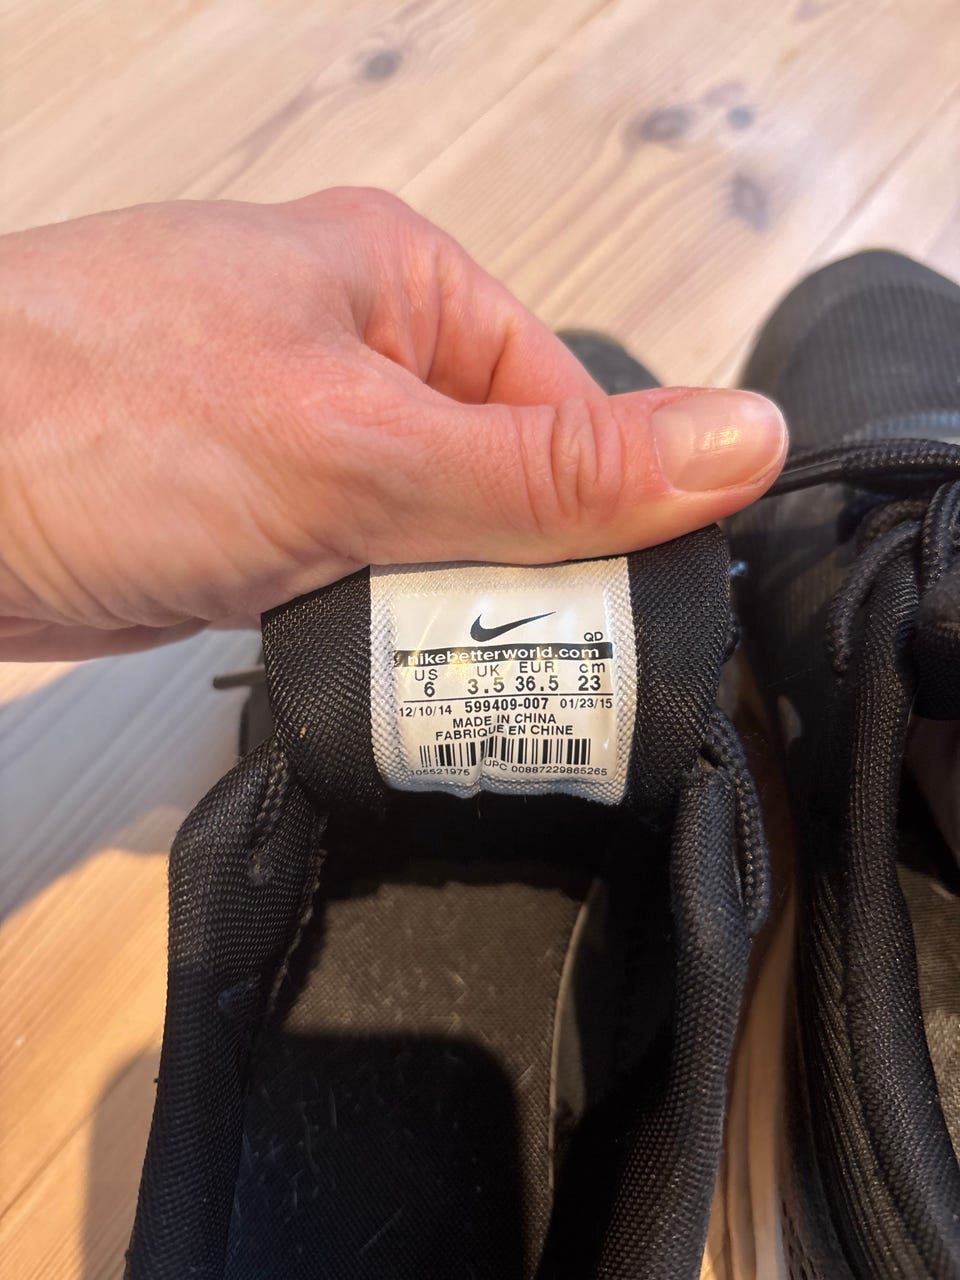 QD
nikebetterworld.com
US UK EUR cm
6 3.5 36.5 23
12/10/14 599409-007 01/23/15
MADE IN CHINA
FABRIQUE EN CHINE
105521975 UPC 00887229865265